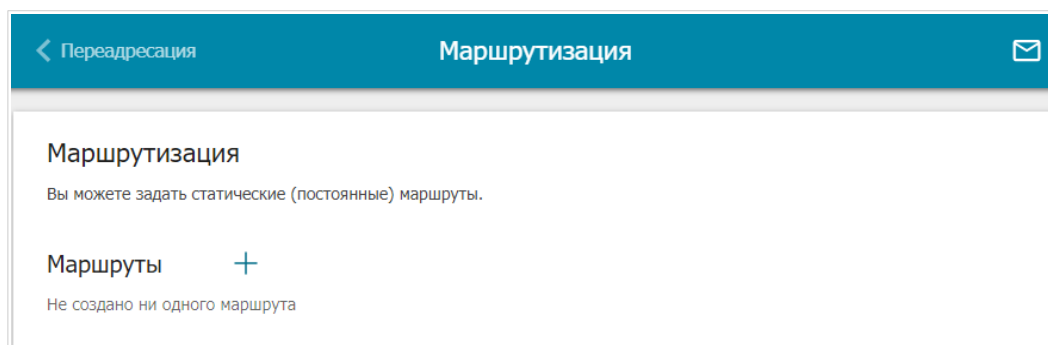 Переадресация
Маршрутизация
Маршрутизация
Вы можете задать статические (постоянные) маршруты.
Маршруты
Не создано ни одного маршрута